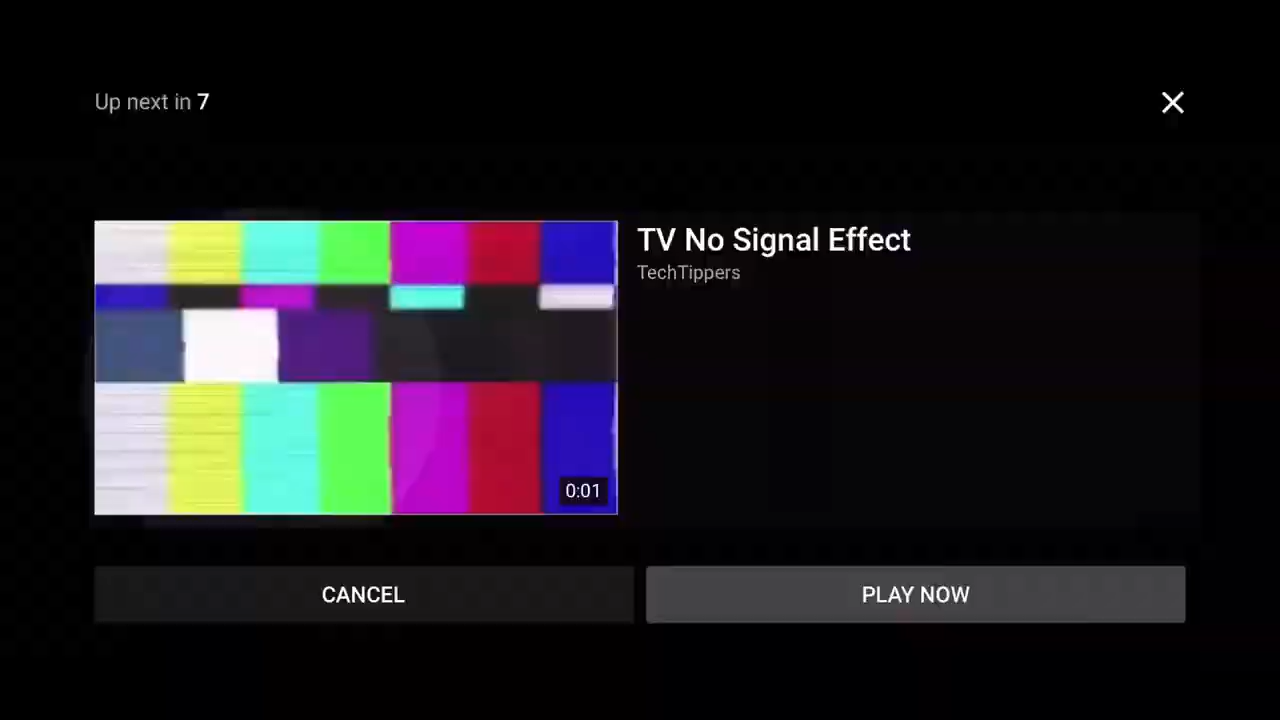 Up next in 7
TV No Signal Effect
TechTippers
0:01
CANCEL
PLAY NOW